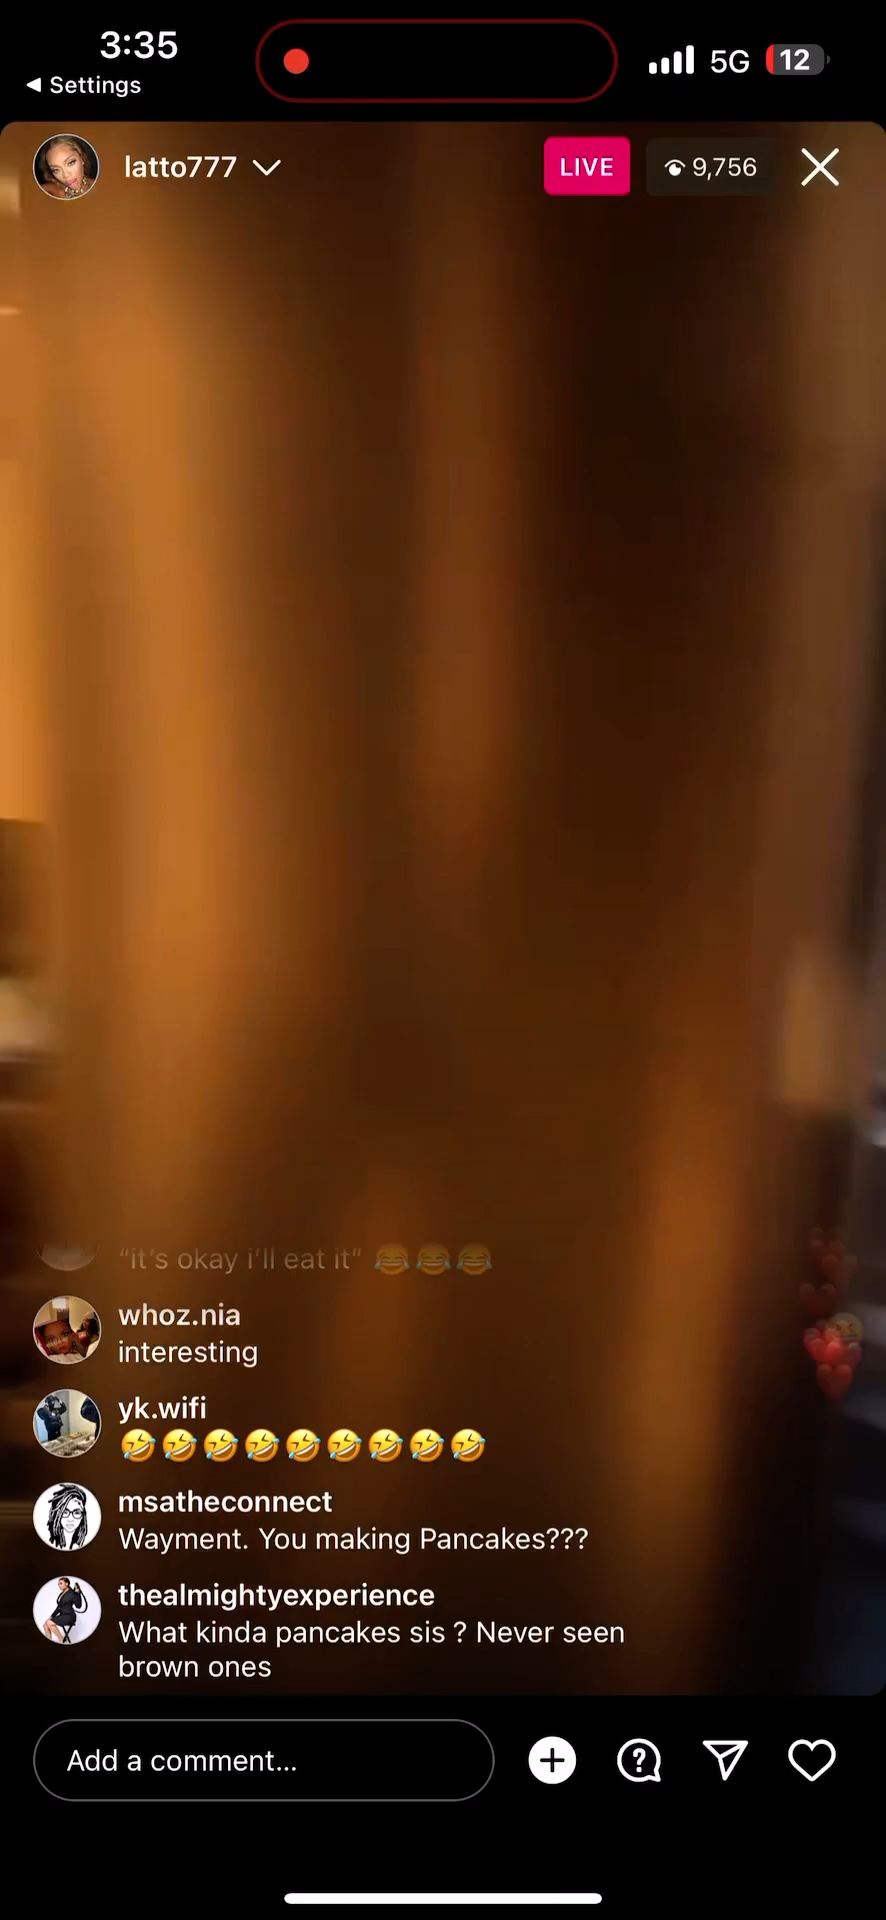 3:35
5G
12
◀ Settings
latto777
LIVE
9,756
“it’s okay i’ll eat it“ 😂😂😂
whoz.nia
interesting
yk.wifi
🤣🤣🤣🤣🤣🤣🤣🤣🤣
msatheconnect
Wayment. You making Pancakes???
thealmightyexperience
What kinda pancakes sis ? Never seen
brown ones
Add a comment...